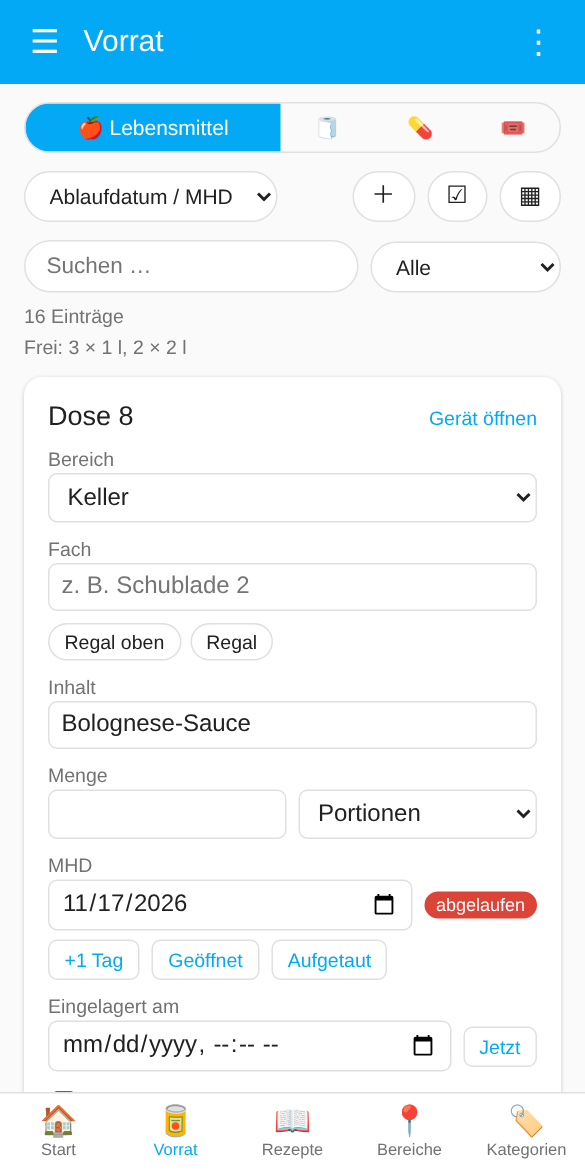 Vorrat
Lebensmittel
Ablaufdatum / MHD
Suchen …
Alle
16 Einträge
Frei: 3 × 1 l, 2 × 2 l
Dose 8
Gerät öffnen
Bereich
Keller
Fach
z. B. Schublade 2
Regal oben
Regal
Inhalt
Bolognese-Sauce
Menge
Portionen
MHD
11/17/2026
abgelaufen
+1 Tag
Geöffnet
Aufgetaut
Eingelagert am
mm/dd/yyyy, --:-- --
Jetzt
Start
Vorrat
Rezepte
Bereiche
Kategorien